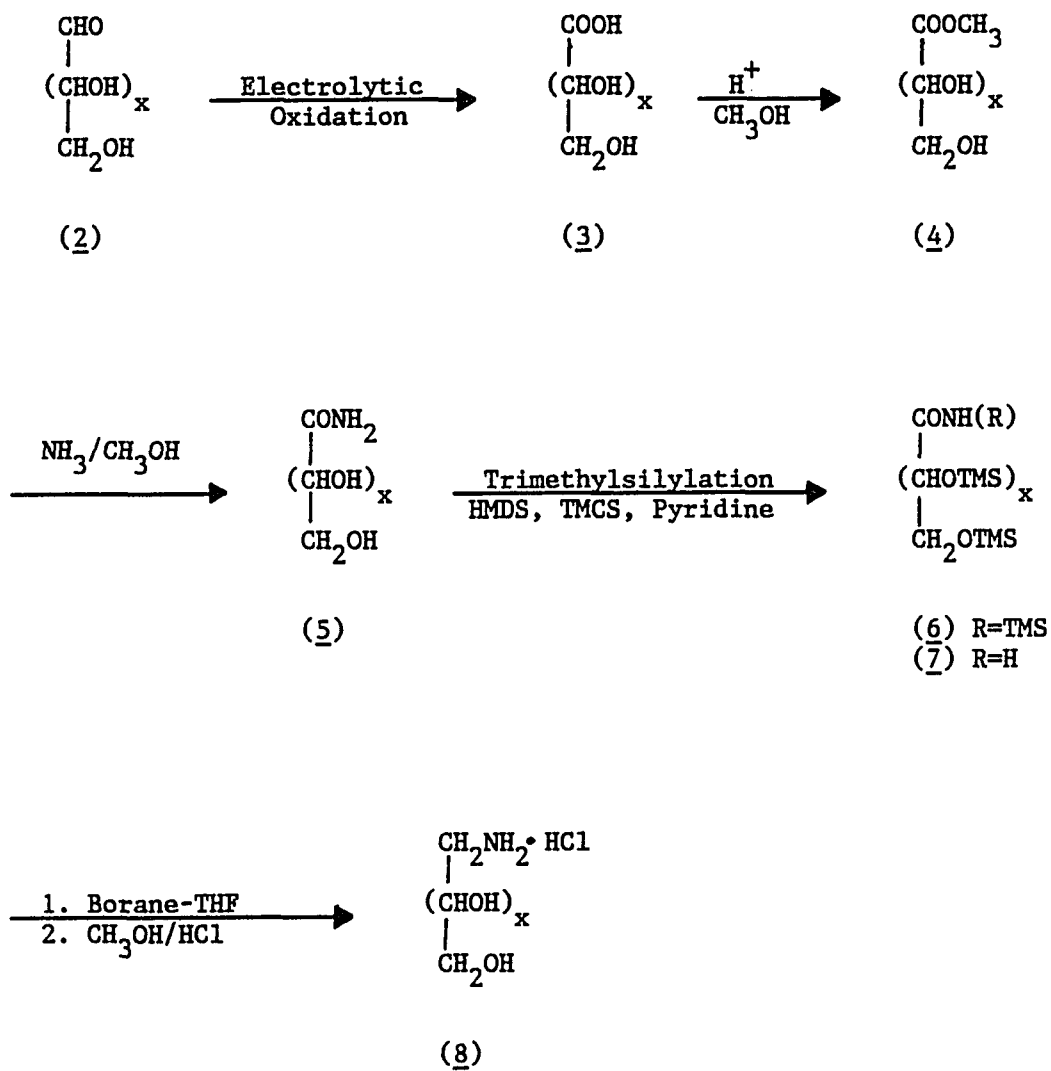 CHO
(CHOH)x
CH2OH
(2)
Electrolytic
Oxidation
COOH
(CHOH)x
CH2OH
(3)
H+
CH3OH
COOCH3
(CHOH)x
CH2OH
(4)
NH3/CH3OH
CONH2
(CHOH)x
CH2OH
(5)
Trimethylsilylation
HMDS, TMCS, Pyridine
CONH(R)
(CHOTMS)x
CH2OTMS
(6) R=TMS
(7) R=H
1. Borane-THF
2. CH3OH/HCl
CH2NH2• HCl
(CHOH)x
CH2OH
(8)